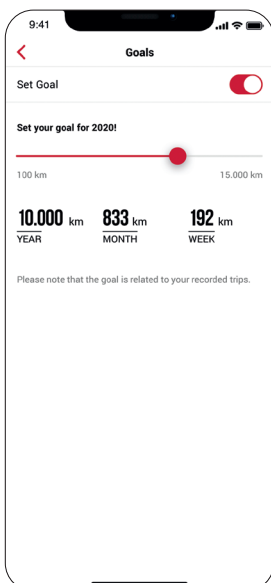 9:41
Goals
Set Goal
Set your goal for 2020!
100 km 15.000 km
10.000 km 833 km 192 km
YEAR MONTH WEEK
Please note that the goal is related to your recorded trips.